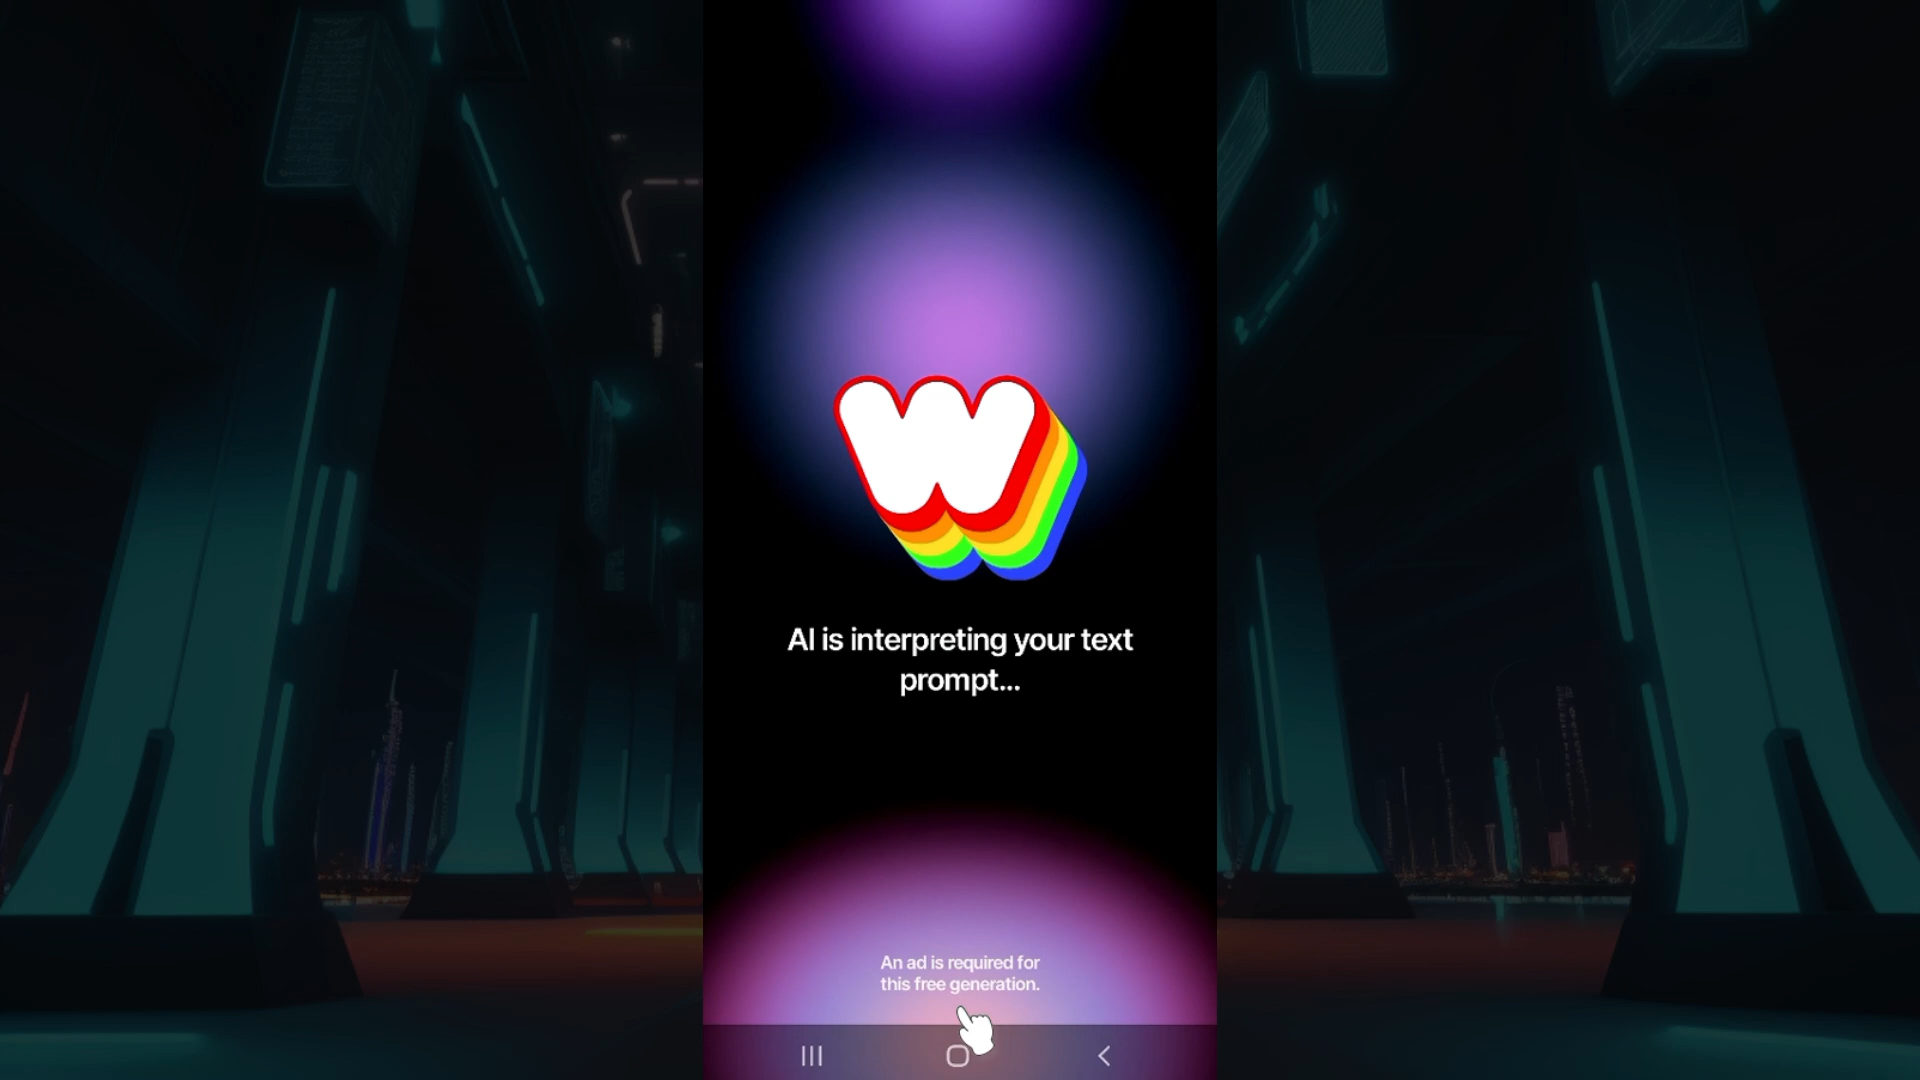 W
AI is interpreting your text
prompt...
An ad is required for
this free generation.